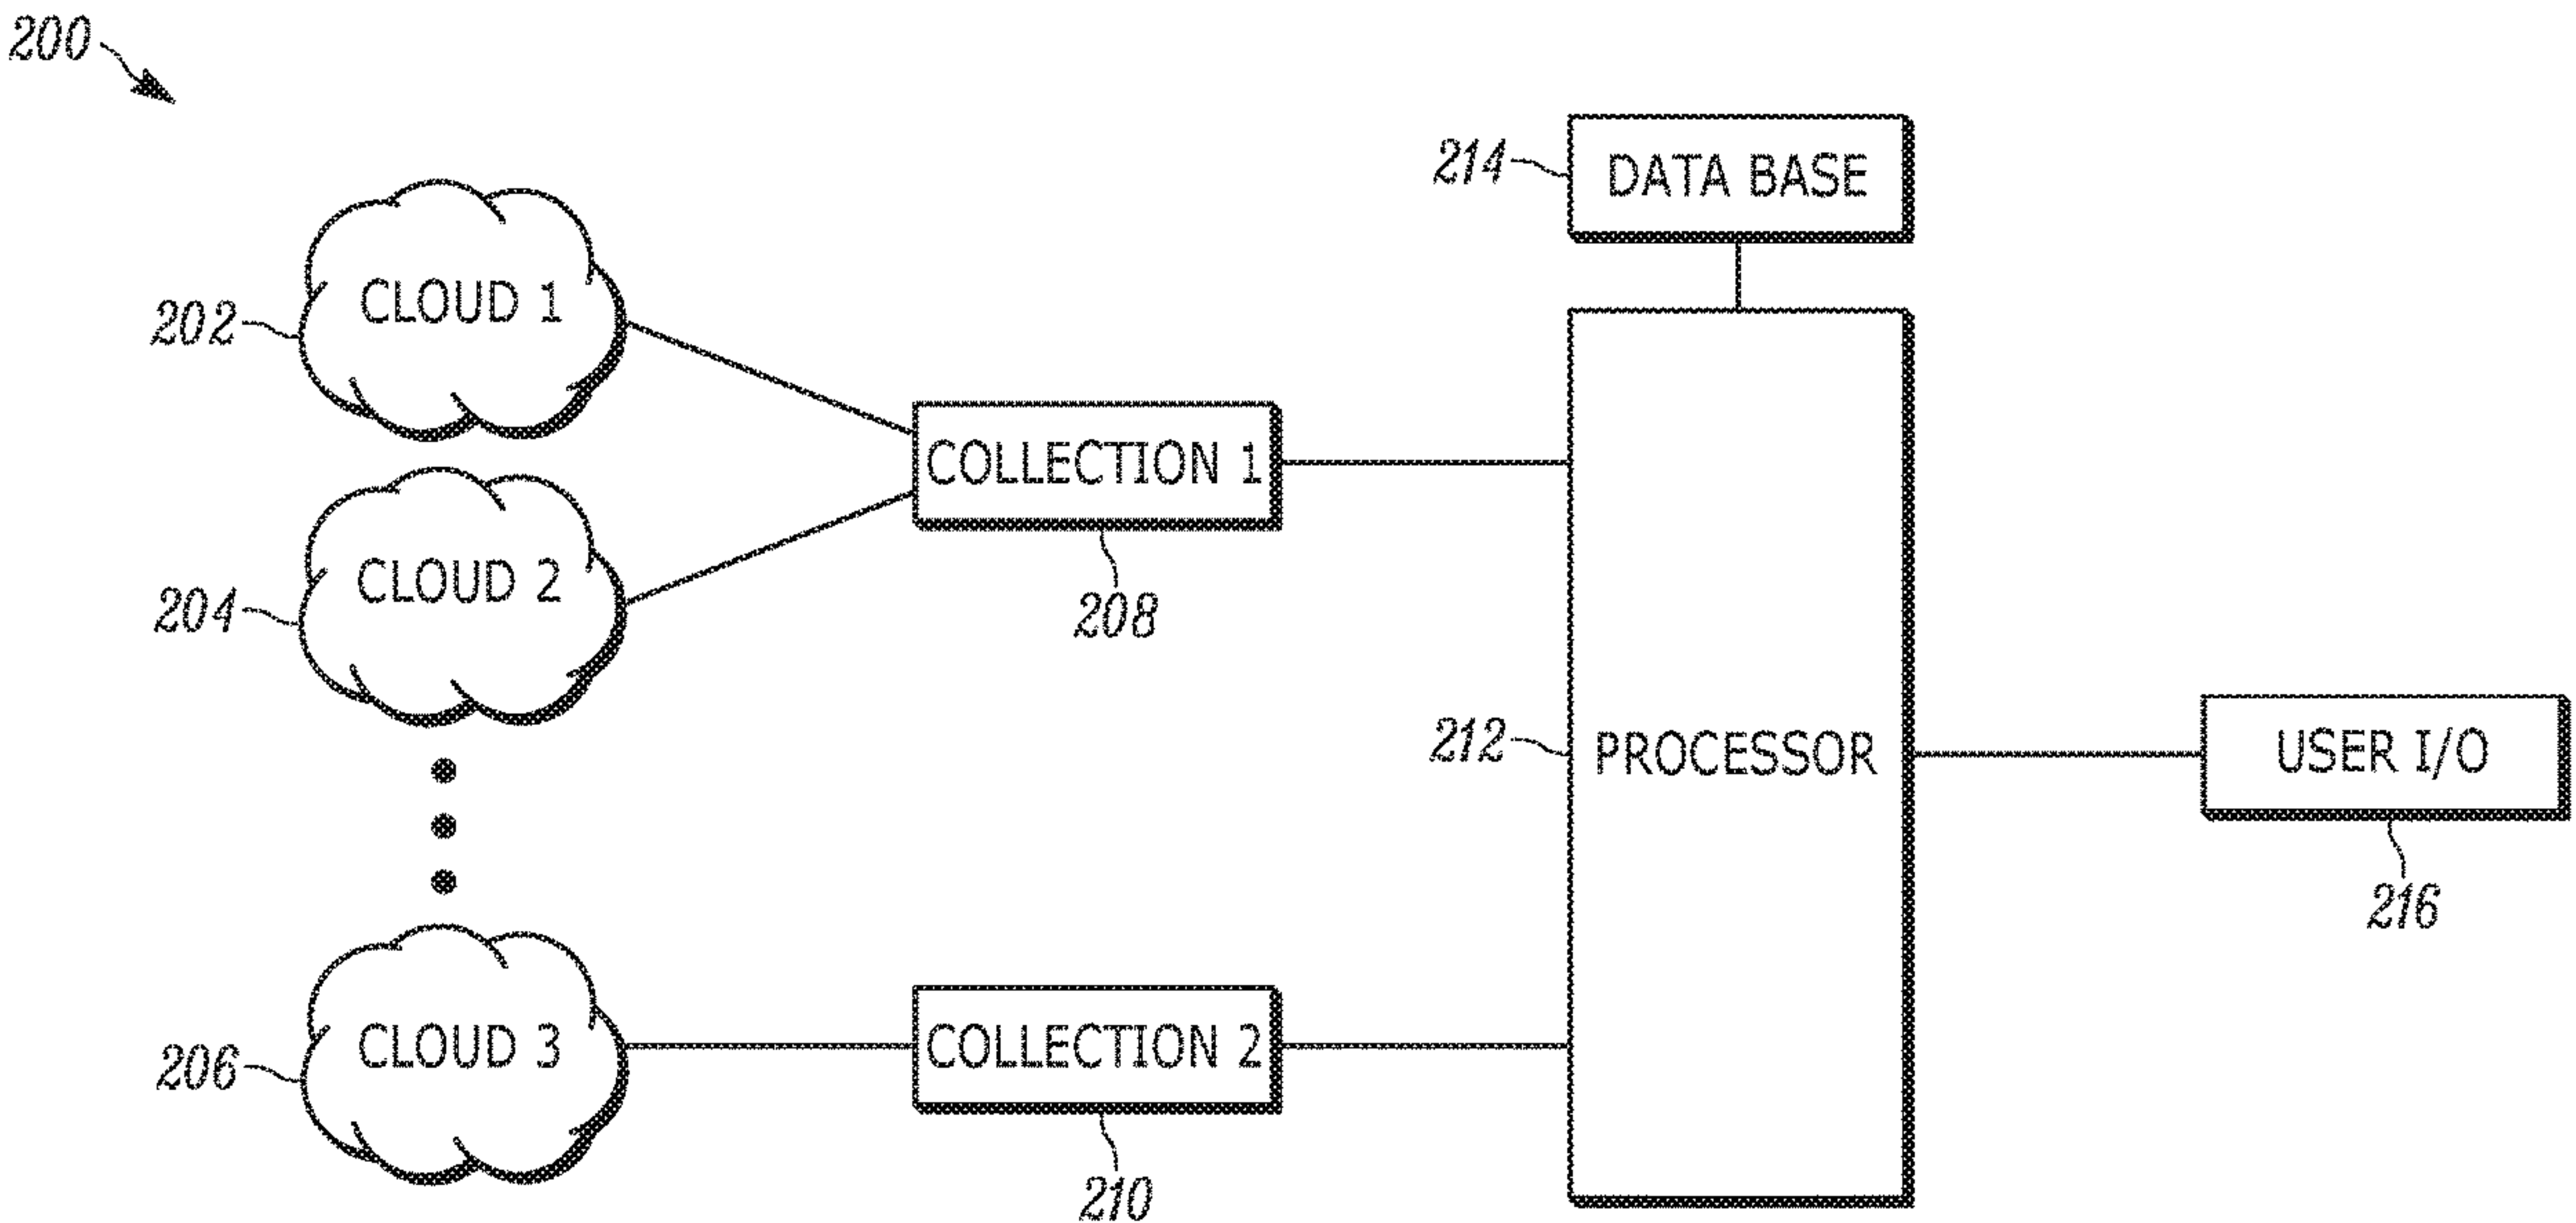 200
214
DATA BASE
CLOUD 1
202
COLLECTION 1
208
CLOUD 2
204
212
PROCESSOR
USER I/O
216
CLOUD 3
206
COLLECTION 2
210